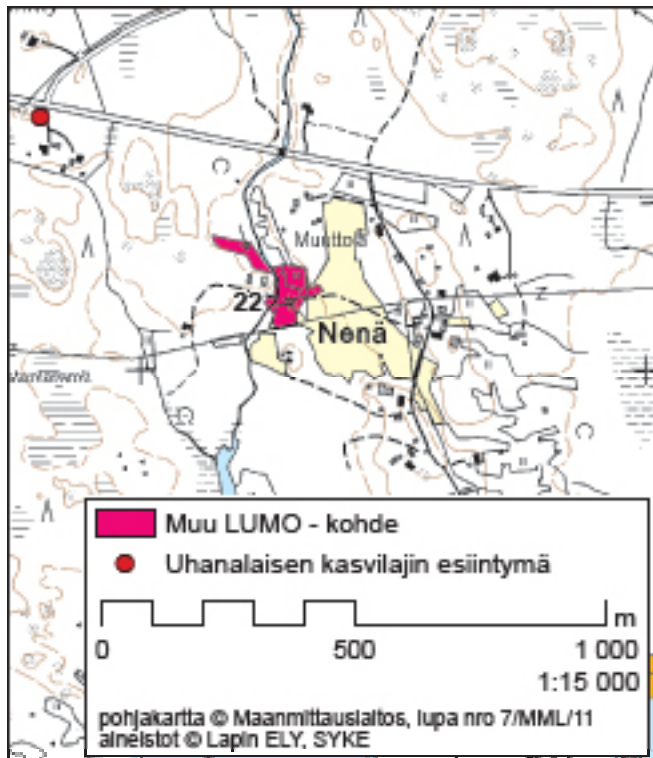 Muuttola
22
Nenä
Muu LUMO - kohde
Uhanalaisen kasvilajin esiintymä
m
0 500 1 000
1:15 000
pohjakartta © Maanmittauslaitos, lupa nro 7/MML/11
aineistot © Lapin ELY, SYKE